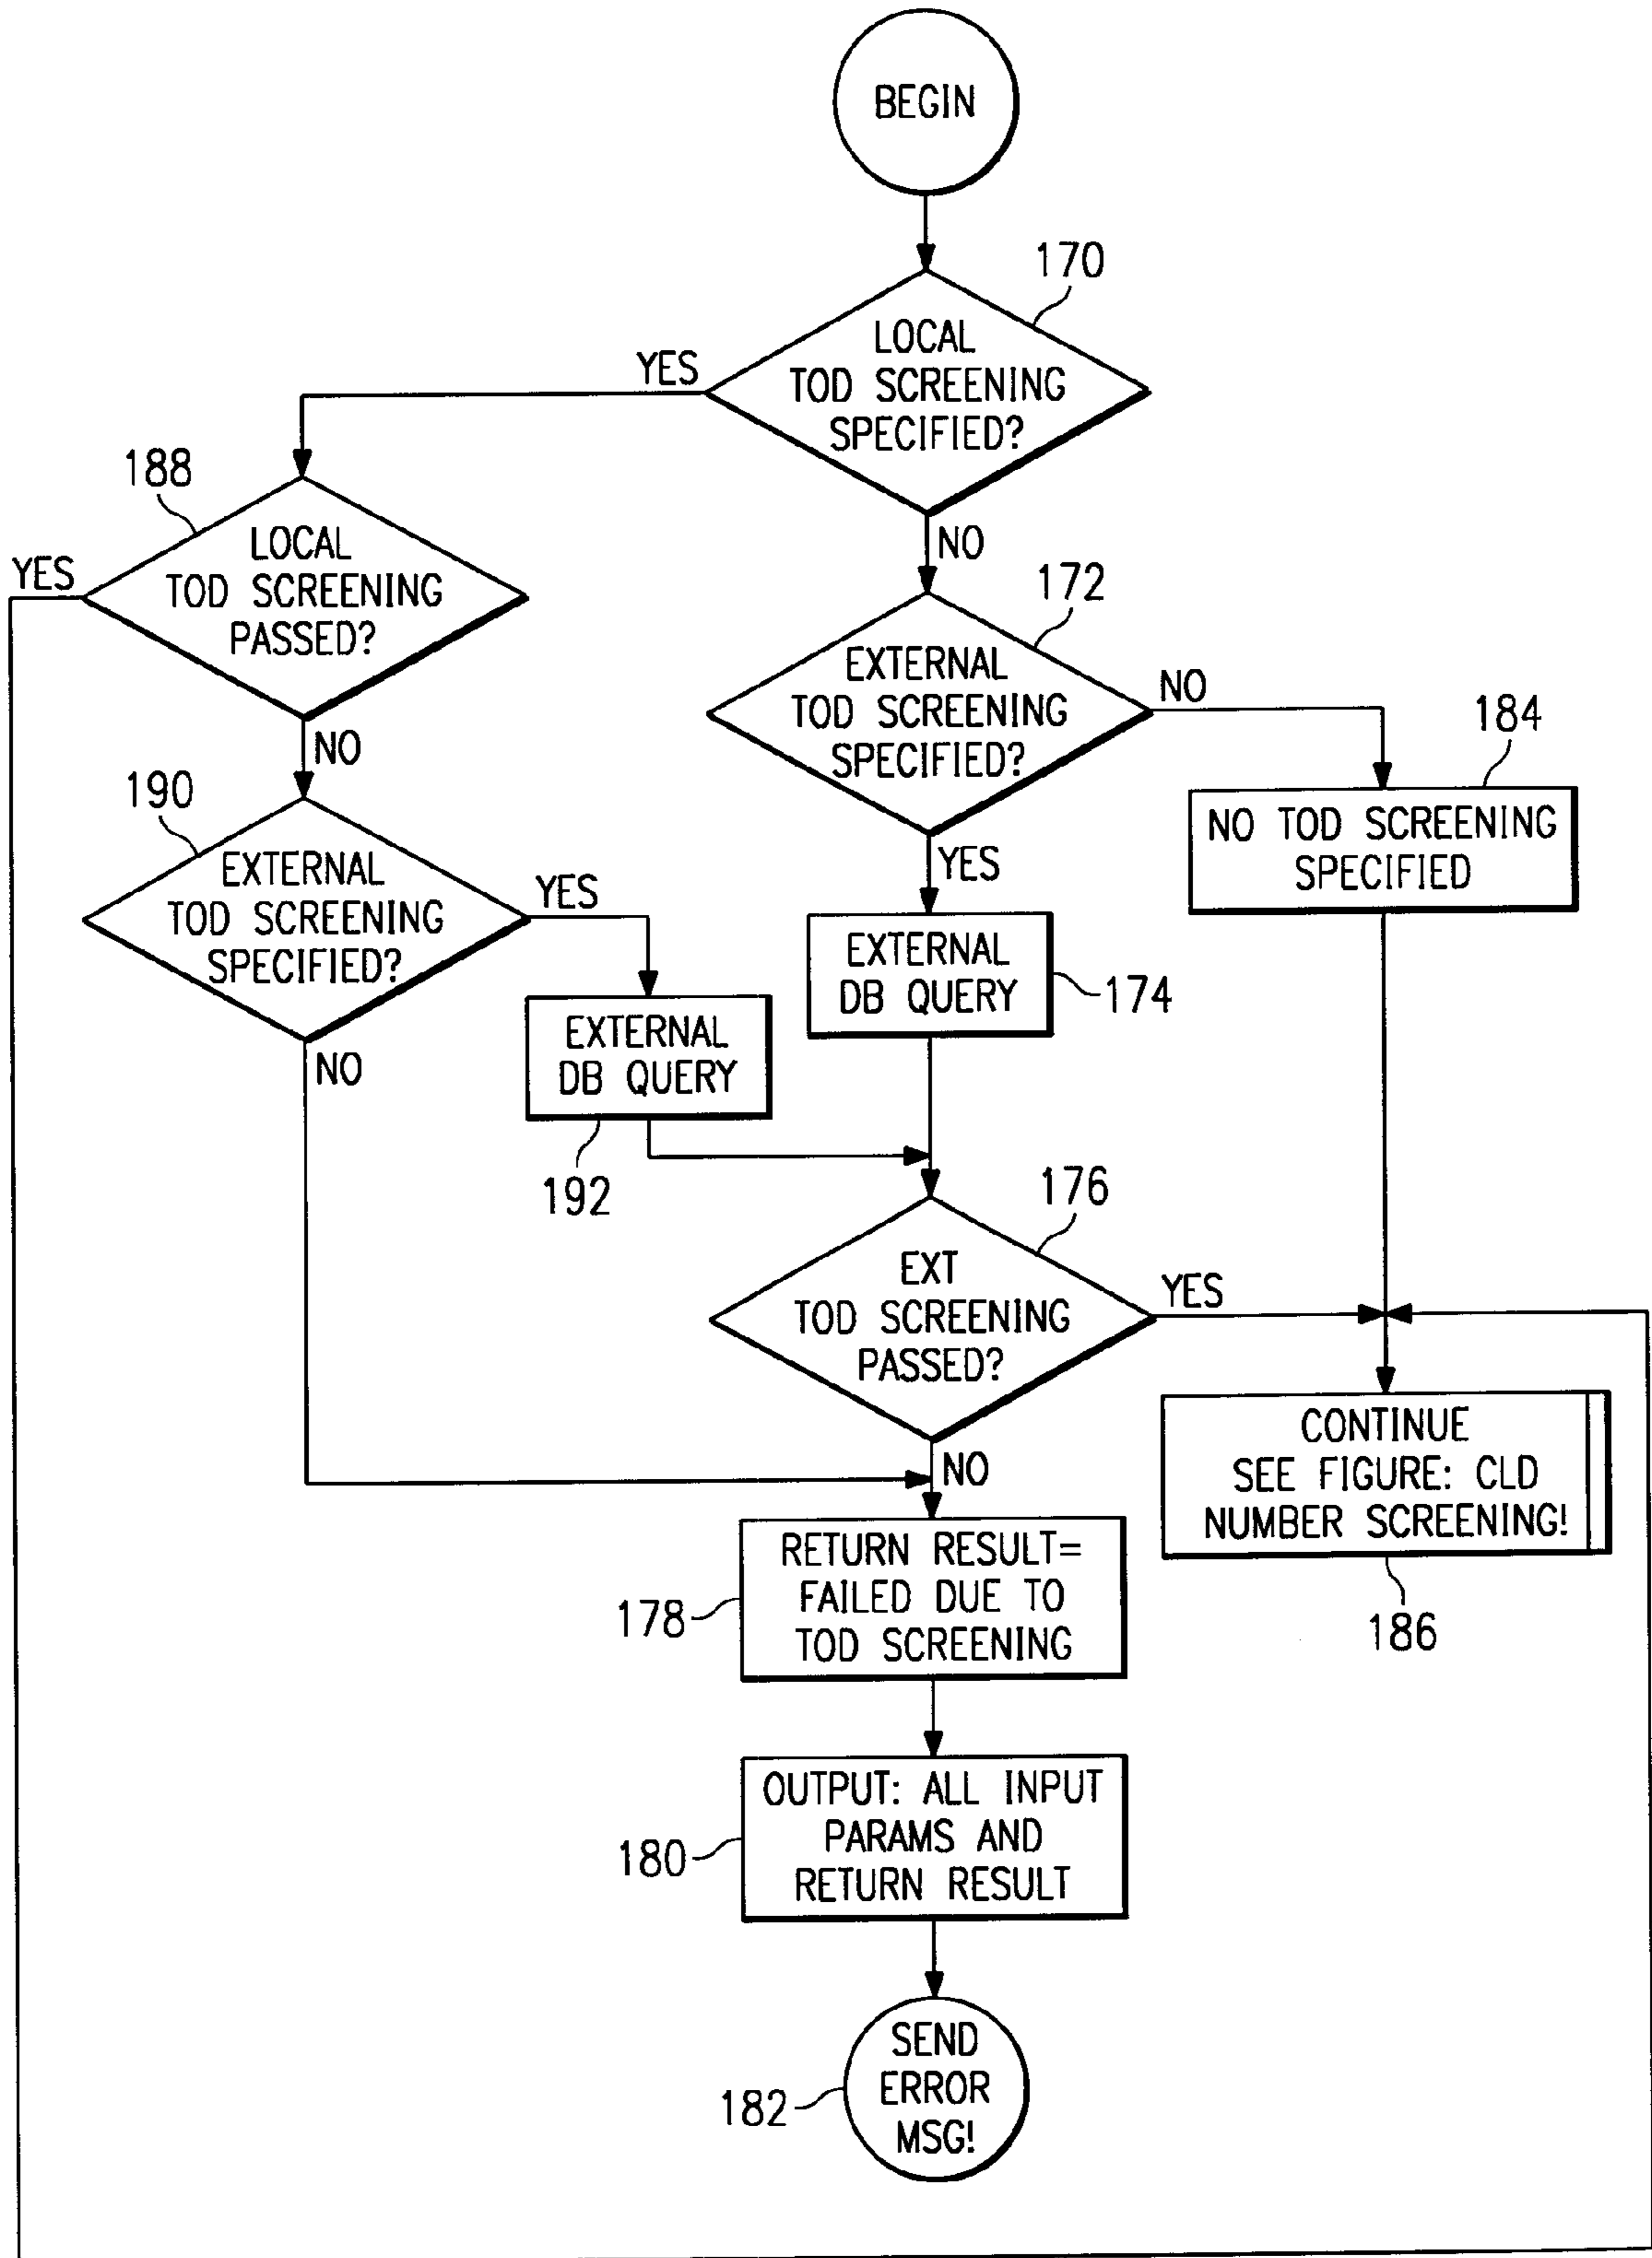 BEGIN
170
LOCAL
TOD SCREENING
SPECIFIED?
YES
NO
188
LOCAL
TOD SCREENING
PASSED?
YES
NO
172
EXTERNAL
TOD SCREENING
SPECIFIED?
NO
YES
184
NO TOD SCREENING
SPECIFIED
190
EXTERNAL
TOD SCREENING
SPECIFIED?
YES
NO
EXTERNAL
DB QUERY
174
EXTERNAL
DB QUERY
192
176
EXT
TOD SCREENING
PASSED?
YES
NO
CONTINUE
SEE FIGURE: CLD
NUMBER SCREENING!
186
RETURN RESULT=
FAILED DUE TO
TOD SCREENING
178
OUTPUT: ALL INPUT
PARAMS AND
RETURN RESULT
180
SEND
ERROR
MSG!
182